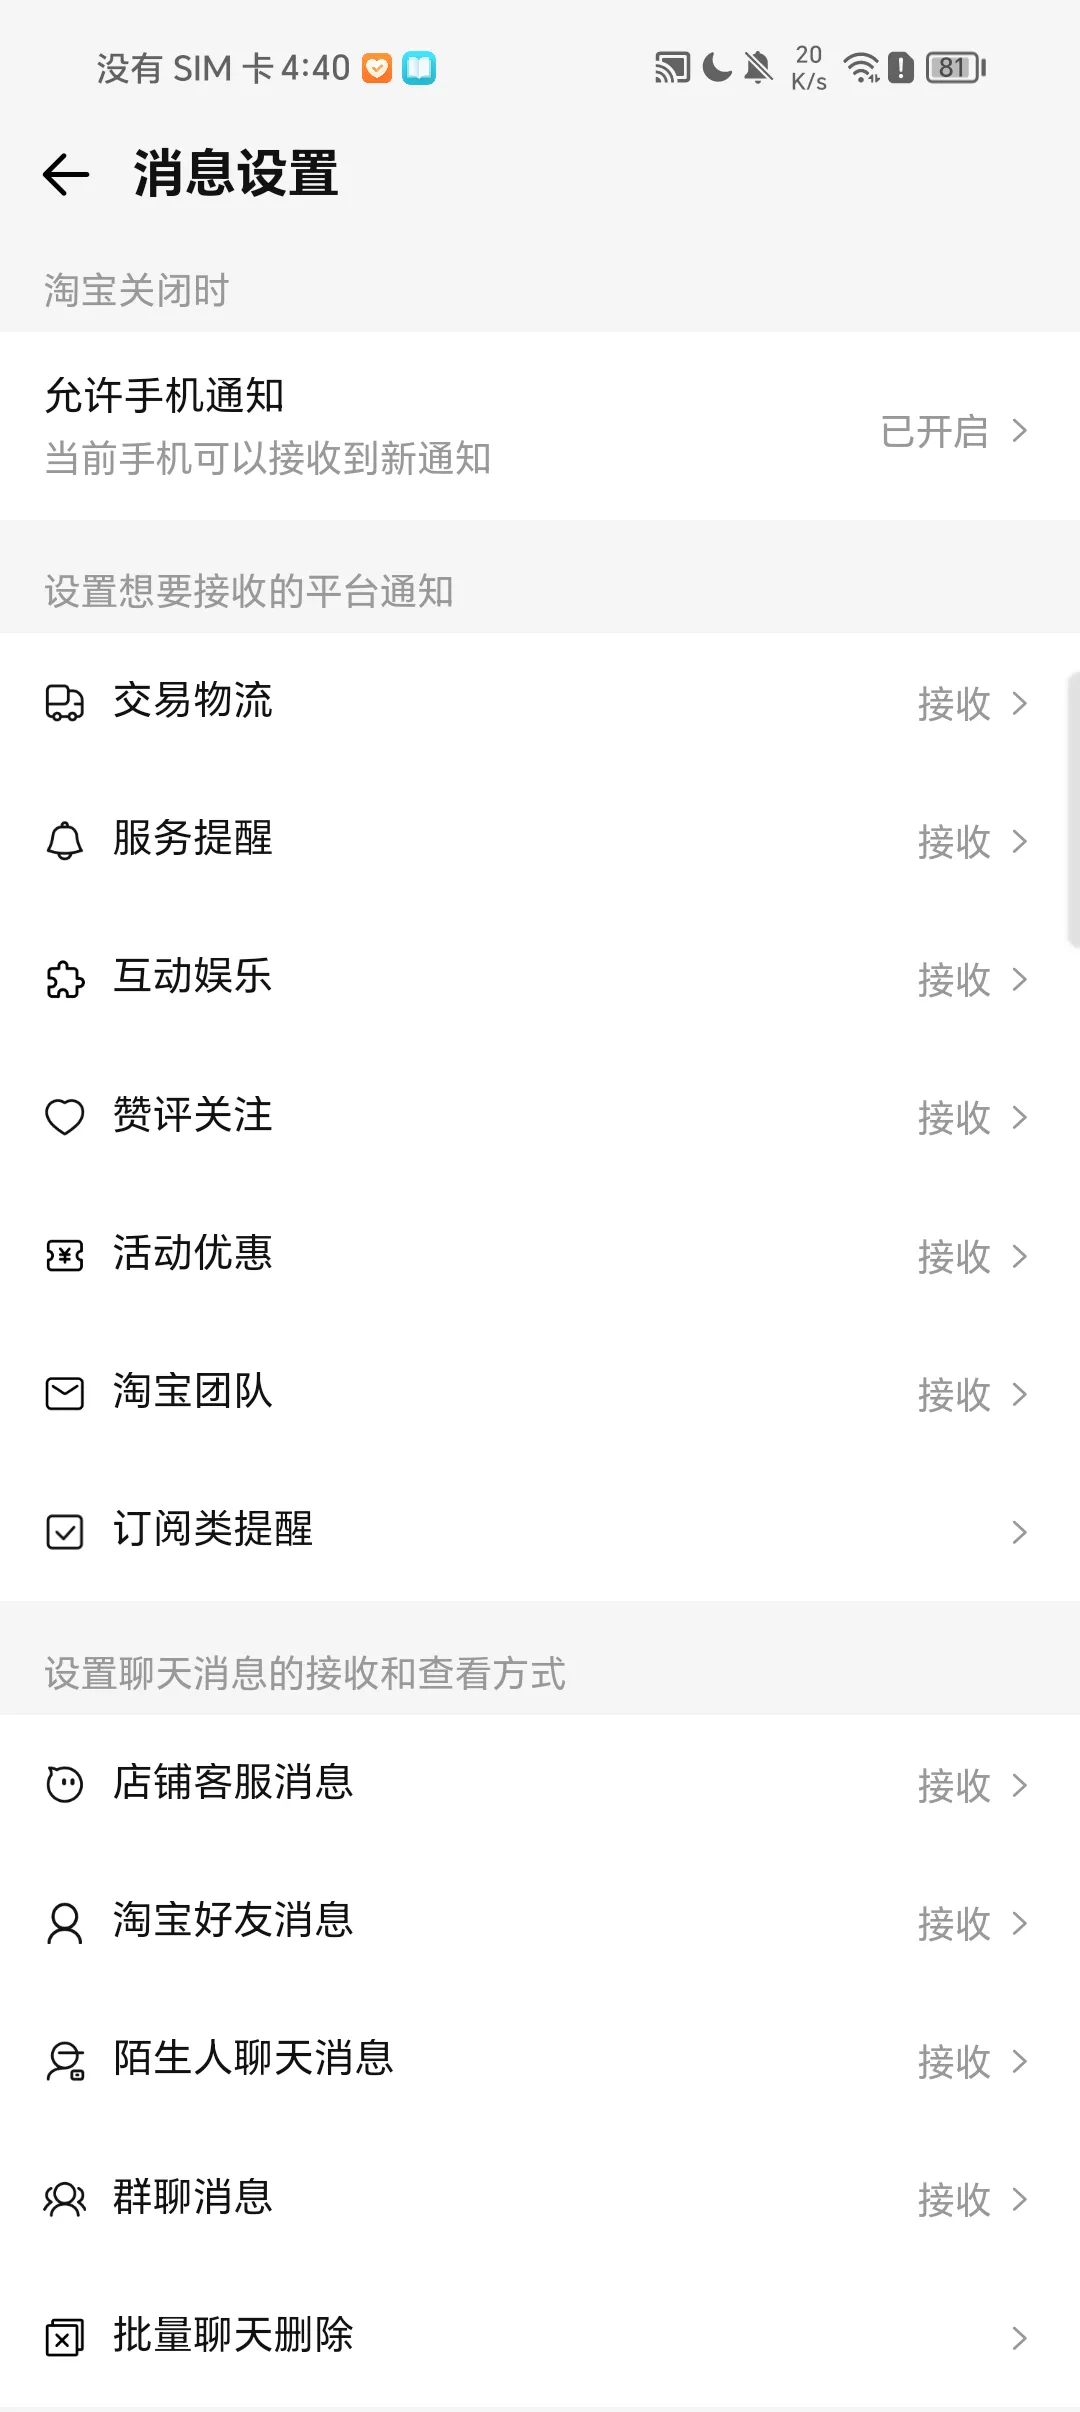 没有 SIM 卡 4:40 20 K/s 81
消息设置
淘宝关闭时
允许手机通知
当前手机可以接收到新通知
已开启
设置想要接收的平台通知
交易物流 接收
服务提醒 接收
互动娱乐 接收
赞评关注 接收
活动优惠 接收
淘宝团队 接收
订阅类提醒
设置聊天消息的接收和查看方式
店铺客服消息 接收
淘宝好友消息 接收
陌生人聊天消息 接收
群聊消息 接收
批量聊天删除